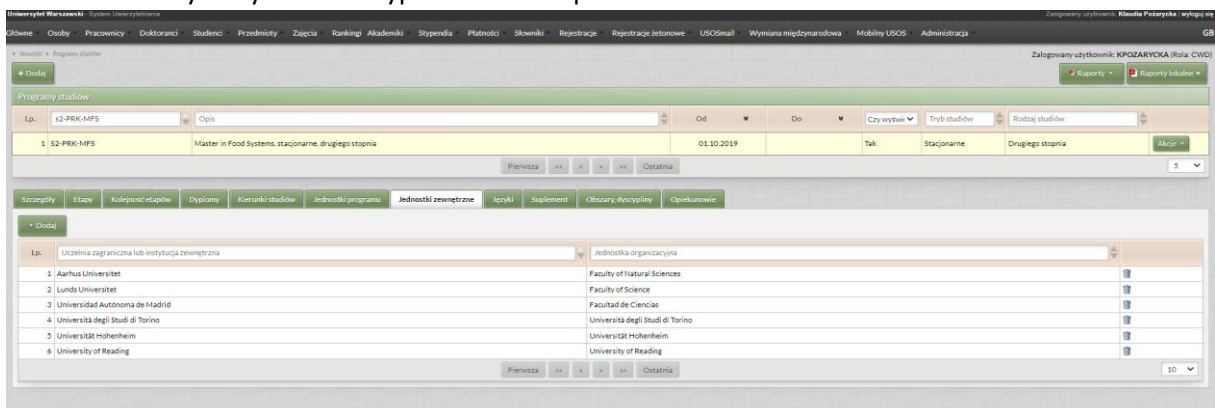 Uniwersytet Warszawski - System Uwierzytelniania Zalogowany użytkownik: Klaudia Pożarycka | wyloguj się
Główne Osoby Pracownicy Doktoranci Studenci Przedmioty Zajęcia Rankingi Akademiki Stypendia Płatności Słowniki Rejestracje Rejestracje żetonowe USOSmail Wymiana międzynarodowa Mobilny USOS Administracja GB
Słowniki Programy studiów Zalogowany użytkownik: KPOZARYCKA (Rola: CWD)
Dodaj Raporty Raporty lokalne
Programy studiów
Lp. s2-PRK-MFS Opis Od Do Czy wyświ Tryb studiów Rodzaj studiów
1 S2-PRK-MFS Master in Food Systems, stacjonarne, drugiego stopnia 01.10.2019 Tak Stacjonarne Drugiego stopnia Akcje
Pierwsza Ostatnia 5
Szczegóły Etapy Kolejność etapów Dyplomy Kierunki studiów Jednostki programu Jednostki zewnętrzne Języki Suplement Obszary, dyscypliny Opiekunowie
Dodaj
Lp. Uczelnia zagraniczna lub instytucja zewnętrzna Jednostka organizacyjna
1 Aarhus Universitet Faculty of Natural Sciences
2 Lunds Universitet Faculty of Science
3 Universidad Autónoma de Madrid Facultad de Ciencias
4 Università degli Studi di Torino Università degli Studi di Torino
5 Universität Hohenheim Universität Hohenheim
6 University of Reading University of Reading
Pierwsza Ostatnia 10